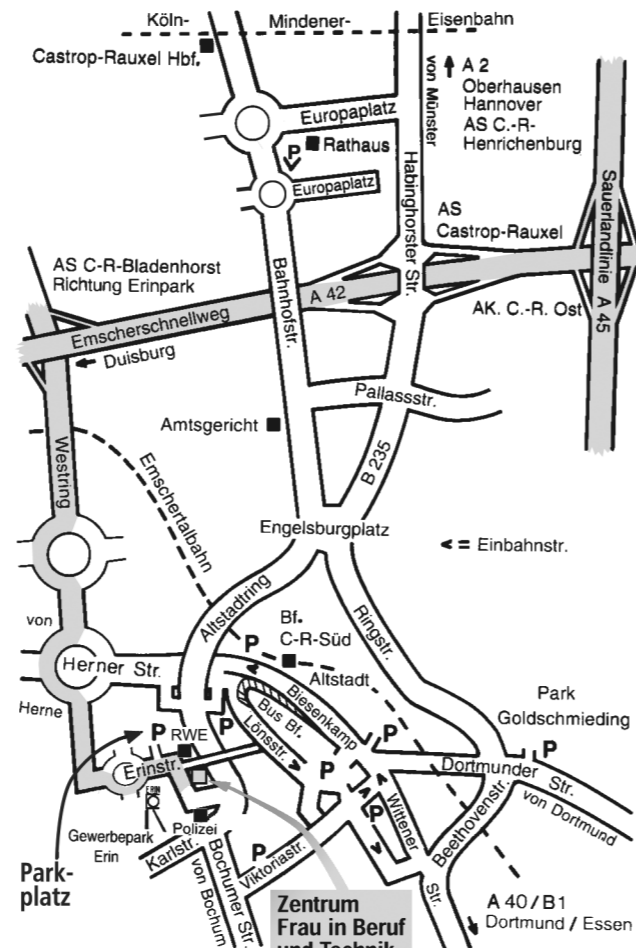 Köln- Mindener- Eisenbahn
Castrop-Rauxel Hbf.
von Münster
A 2
Oberhausen
Hannover
AS C.-R-
Henrichenburg
Europaplatz
P
Rathaus
Europaplatz
Habinghorster Str.
Sauerlandlinie A 45
AS
Castrop-Rauxel
AS C-R-Bladenhorst
Richtung Erinpark
Bahnhofstr.
A 42
AK. C.-R. Ost
Emscherschnellweg
Duisburg
Pallassstr.
Amtsgericht
Westring
Emschertalbahn
B 235
Engelsburgplatz
Einbahnstr.
Altstadtring
Ringstr.
von
Herne
Bf.
C-R-Süd
P
Herner Str.
Altstadt
Biesenkamp
Bus Bf.
Lönsstr.
Park
Goldschmieding
P
P
RWE
P
P
Erinstr.
P
Dortmunder Str.
von Dortmund
ERIN
Wittener Str.
Beethovenstr.
P
Gewerbepark
Erin
Polizei
Karlstr.
P
Viktoriastr.
Bochumer Str.
von Bochum
Park-
platz
Zentrum
Frau in Beruf
und Technik
A 40 / B1
Dortmund / Essen